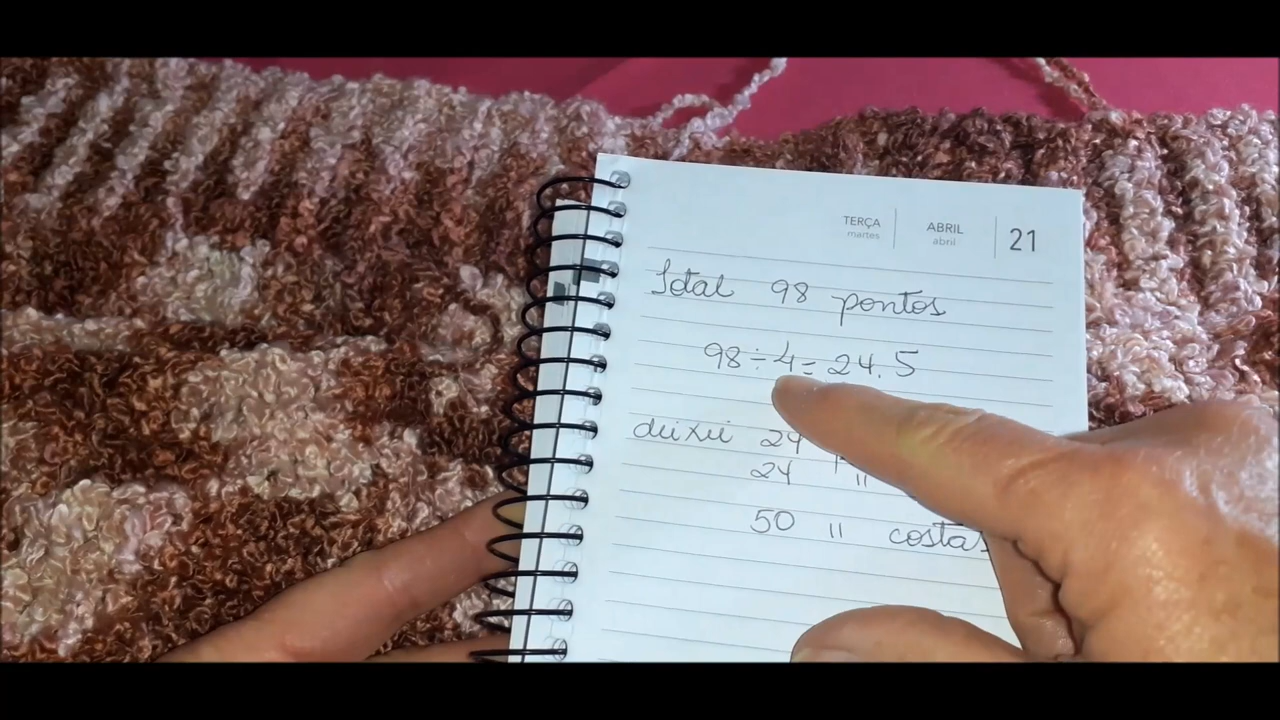 TERÇA
martes
ABRIL
abril
21
Total 98 pontos
98 ÷ 4 = 24.5
deixei 24
24 "
50 " costas